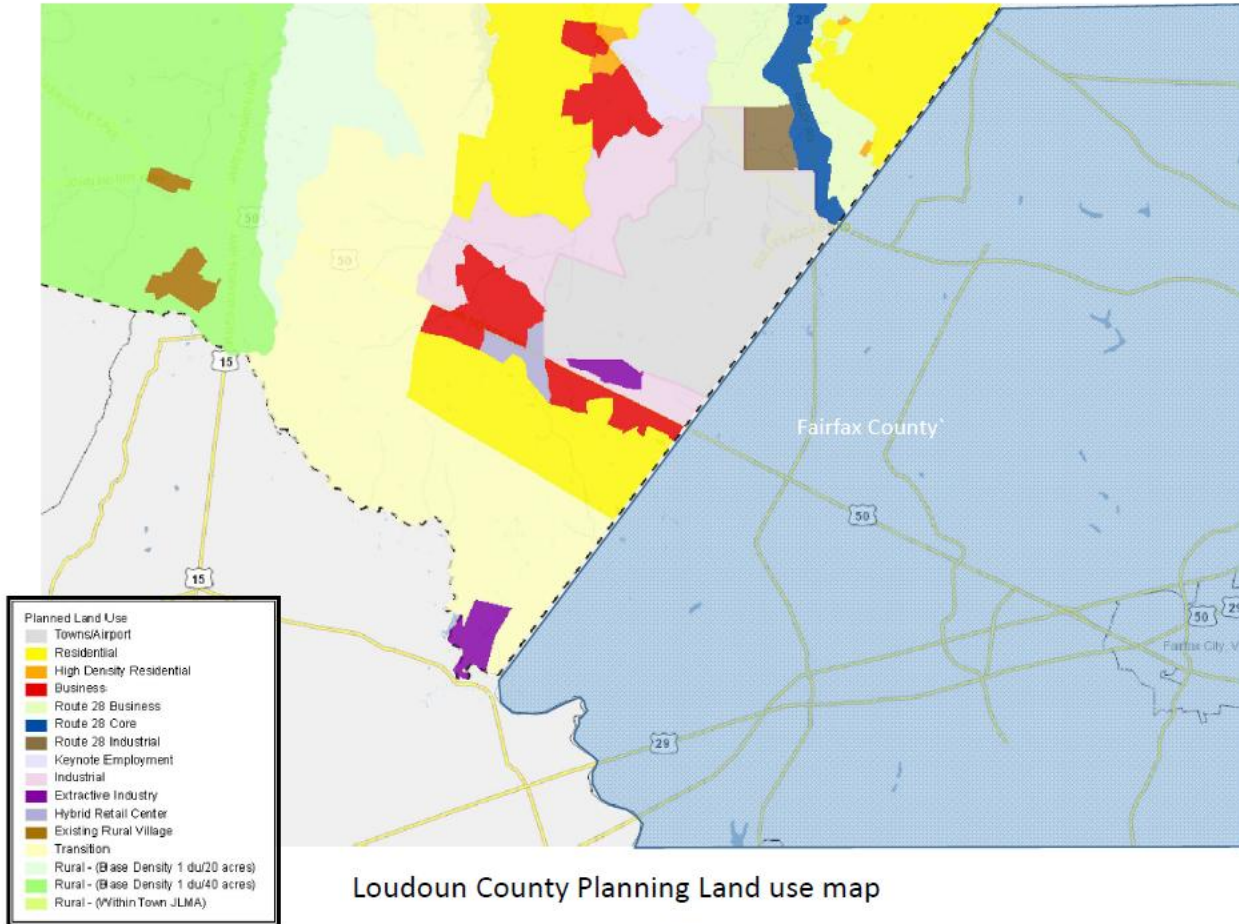 28
50
50
15
Fairfax County`
50
15
50
29
Fairfax City, V
29
Planned Land Use
Towns/Airport
Residential
High Density Residential
Business
Route 28 Business
Route 28 Core
Route 28 Industrial
Keynote Employment
Industrial
Extractive Industry
Hybrid Retail Center
Existing Rural Village
Transition
Rural - (Base Density 1 du/20 acres)
Rural - (Base Density 1 du/40 acres)
Rural - (Within Town JLMA)
Loudoun County Planning Land use map